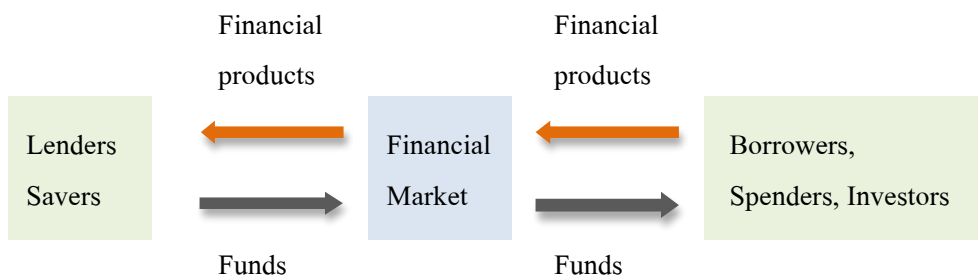 Financial
products
Financial
products
Lenders
Savers
Financial
Market
Borrowers,
Spenders, Investors
Funds
Funds